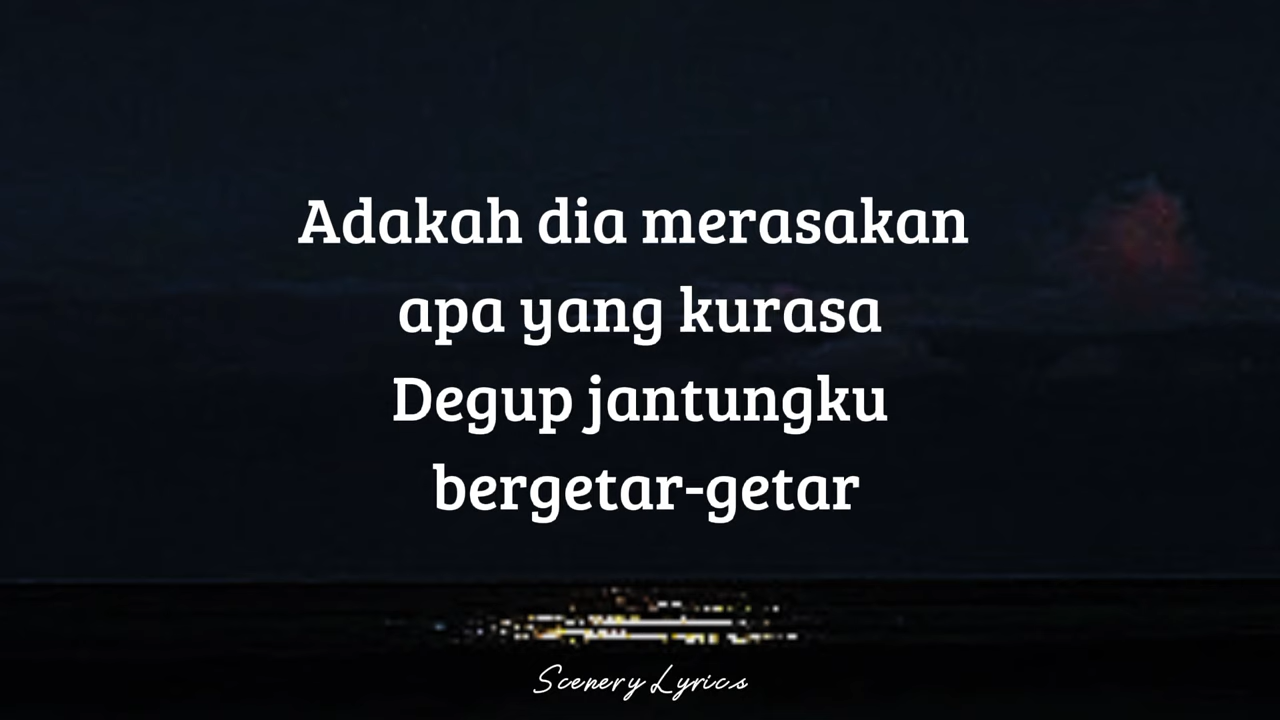 Adakah dia merasakan
apa yang kurasa
Degup jantungku
bergetar-getar
Scenery Lyrics